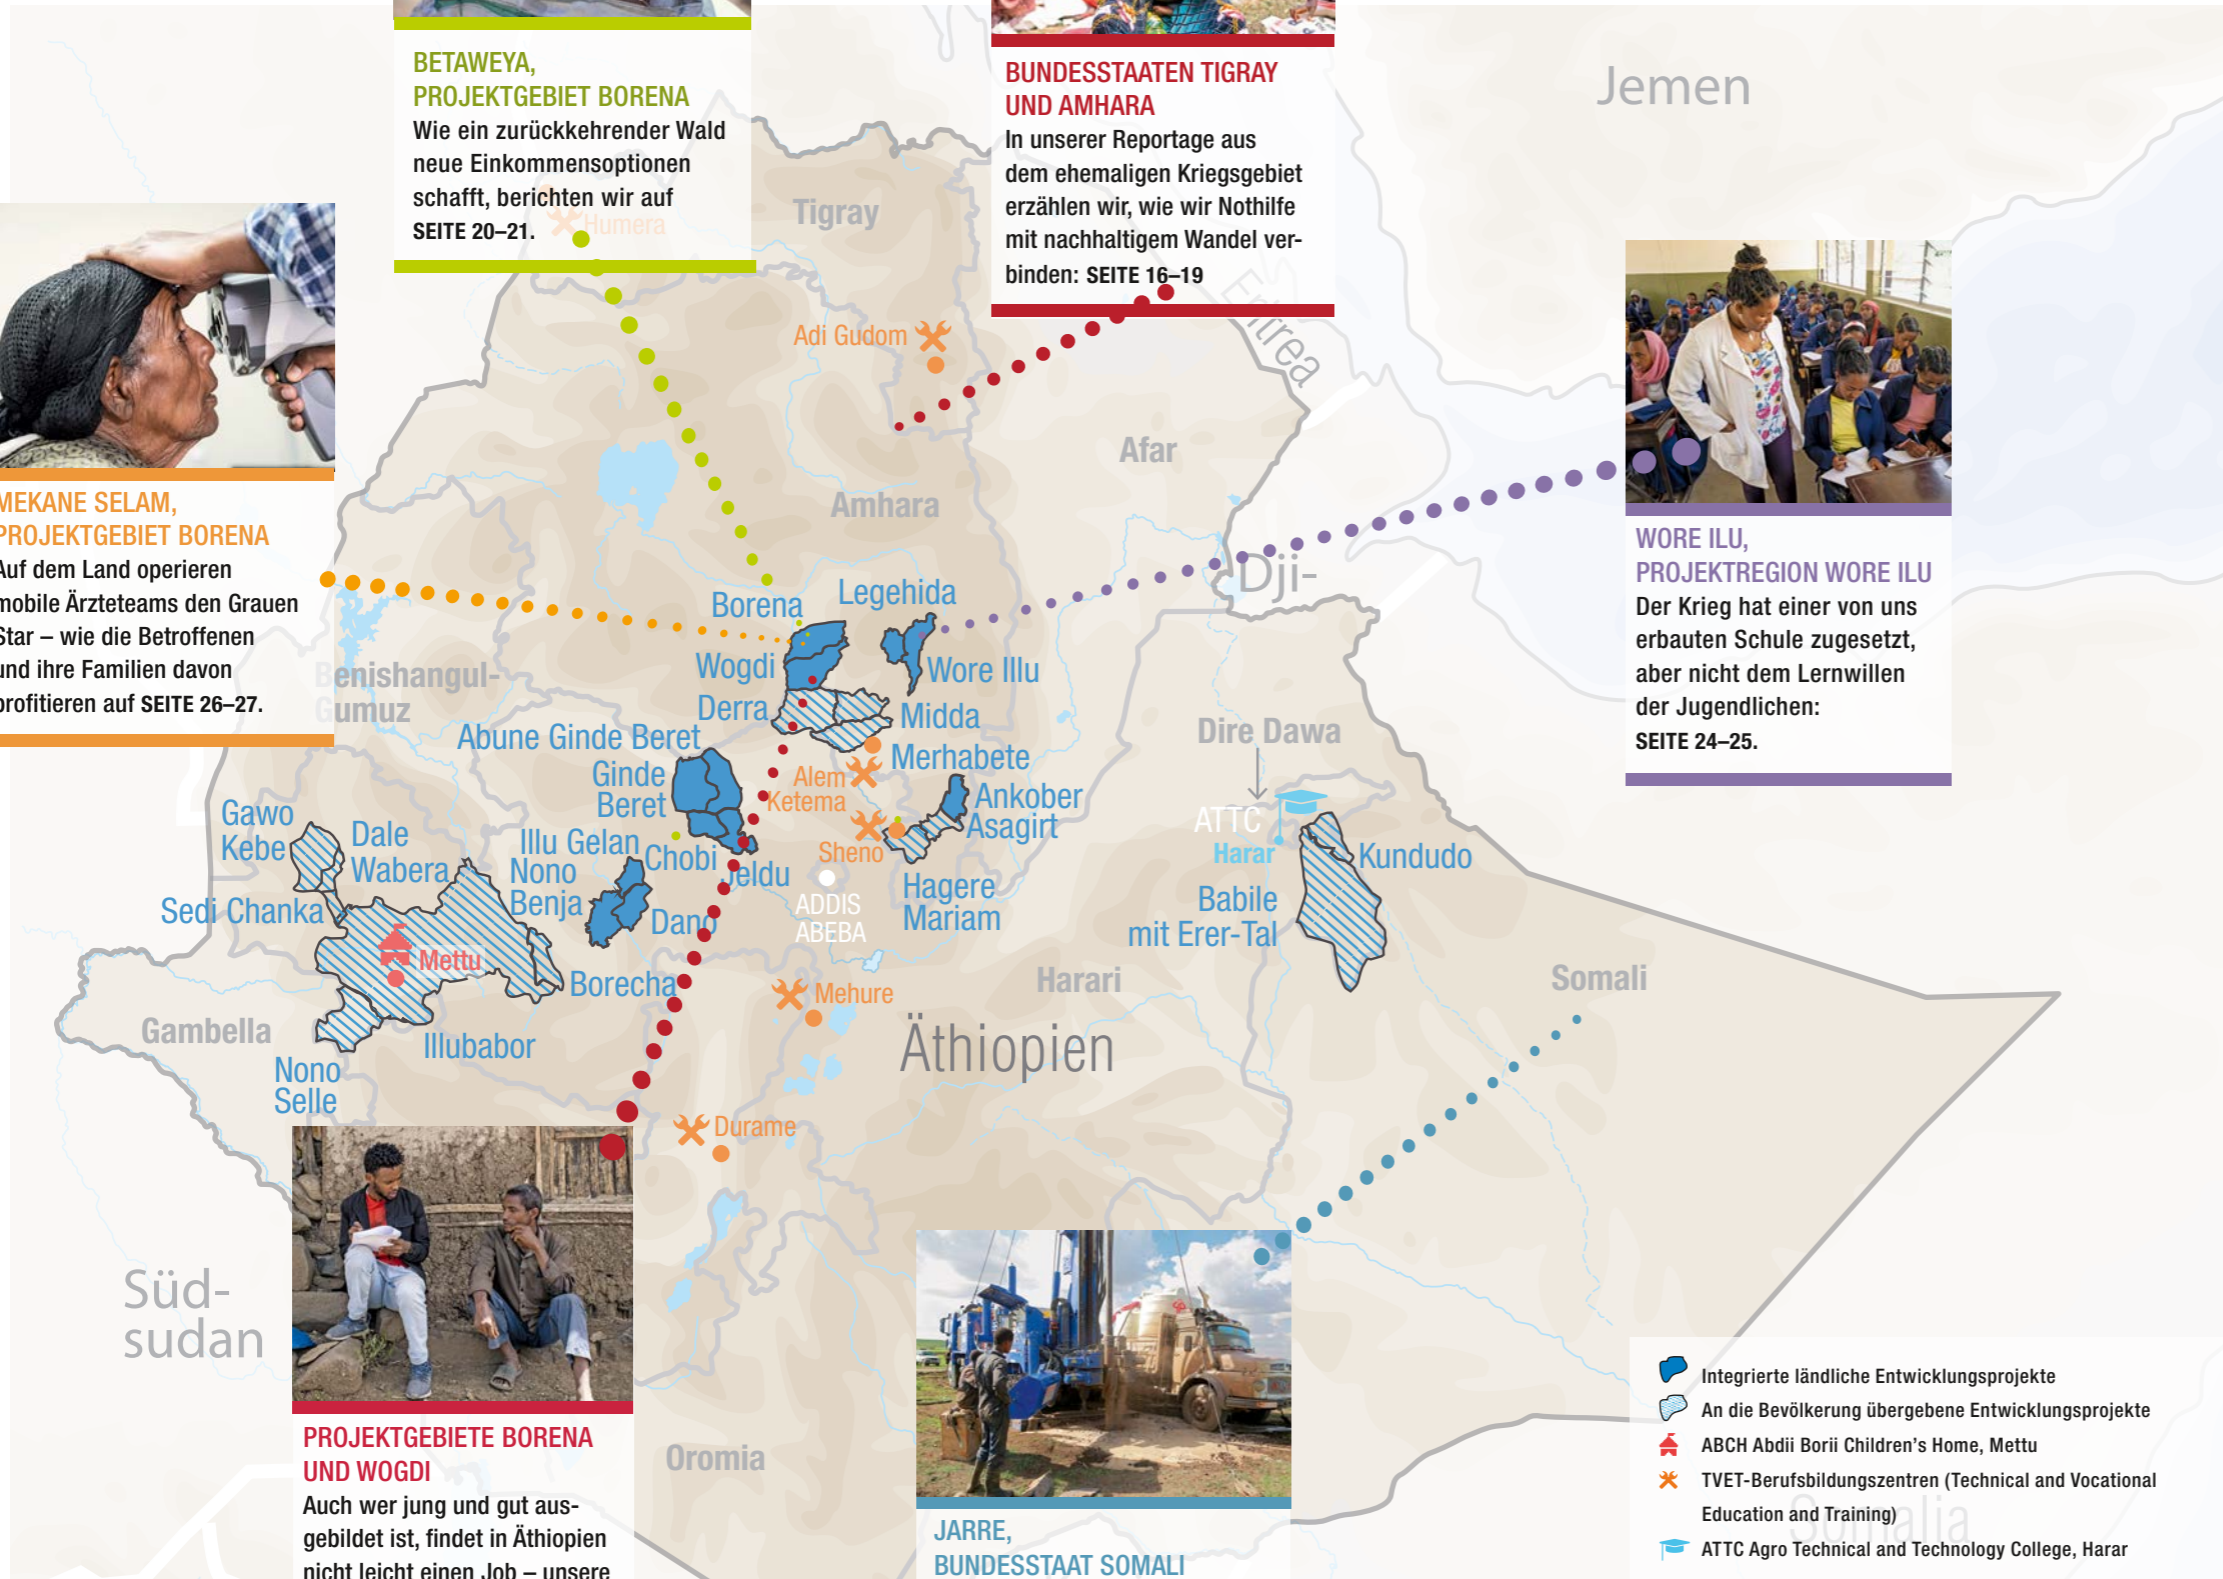 BETAWEYA,
PROJEKTGEBIET BORENA
Wie ein zurückkehrender Wald
neue Einkommensoptionen
schafft, berichten wir auf
SEITE 20–21.
BUNDESSTAATEN TIGRAY
UND AMHARA
In unserer Reportage aus
dem ehemaligen Kriegsgebiet
erzählen wir, wie wir Nothilfe
mit nachhaltigem Wandel ver-
binden: SEITE 16–19
Jemen
Humera
Tigray
Eritrea
Adi Gudom
Afar
Amhara
MEKANE SELAM,
PROJEKTGEBIET BORENA
Auf dem Land operieren
mobile Ärzteteams den Grauen
Star – wie die Betroffenen
und ihre Familien davon
profitieren auf SEITE 26–27.
WORE ILU,
PROJEKTREGION WORE ILU
Der Krieg hat einer von uns
erbauten Schule zugesetzt,
aber nicht dem Lernwillen
der Jugendlichen:
SEITE 24–25.
Dji-
Borena
Legehida
Wogdi
Wore Illu
Benishangul-
Gumuz
Derra
Midda
Dire Dawa
Abune Ginde Beret
Merhabete
Ginde
Beret
Alem
Ketema
Ankober
Asagirt
Gawo
Kebe
Dale
Wabera
Illu Gelan
Chobi
Sheno
ATTC
Harar
Kundudo
Nono
Benja
Jeldu
Hagere
Mariam
Babile
mit Erer-Tal
Sedi Chanka
Dano
ADDIS
ABEBA
Mettu
Borecha
Mehure
Harari
Somali
Gambella
Illubabor
Äthiopien
Nono
Selle
Durame
Süd-
sudan
Oromia
PROJEKTGEBIETE BORENA
UND WOGDI
Auch wer jung und gut aus-
gebildet ist, findet in Äthiopien
nicht leicht einen Job – unsere
JARRE,
BUNDESSTAAT SOMALI
Integrierte ländliche Entwicklungsprojekte
An die Bevölkerung übergebene Entwicklungsprojekte
ABCH Abdii Borii Children’s Home, Mettu
TVET-Berufsbildungszentren (Technical and Vocational
Education and Training)
Somalia
ATTC Agro Technical and Technology College, Harar